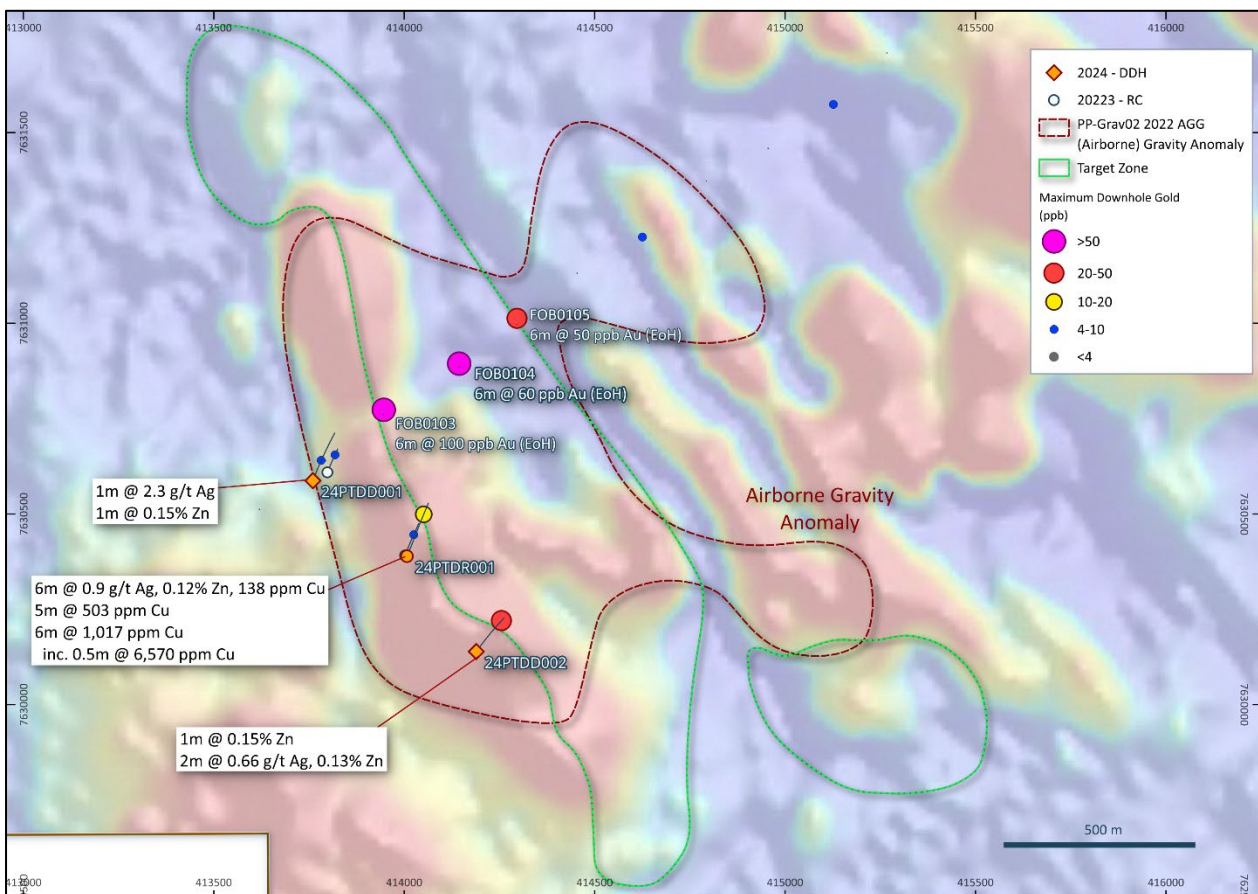 413000
413500
414000
414500
415000
415500
416000
7631500
7631000
7630500
7630000
2024 - DDH
20223 - RC
PP-Grav02 2022 AGG
(Airborne) Gravity Anomaly
Target Zone
Maximum Downhole Gold
(ppb)
>50
20-50
10-20
4-10
<4
FOB0105
6m @ 50 ppb Au (EoH)
FOB0104
6m @ 60 ppb Au (EoH)
FOB0103
6m @ 100 ppb Au (EoH)
24PTDD001
1m @ 2.3 g/t Ag
1m @ 0.15% Zn
Airborne Gravity
Anomaly
7630500
24PTDR001
6m @ 0.9 g/t Ag, 0.12% Zn, 138 ppm Cu
5m @ 503 ppm Cu
6m @ 1,017 ppm Cu
inc. 0.5m @ 6,570 ppm Cu
24PTDD002
7630000
1m @ 0.15% Zn
2m @ 0.66 g/t Ag, 0.13% Zn
500 m
413500
414000
414500
415000
415500
416000